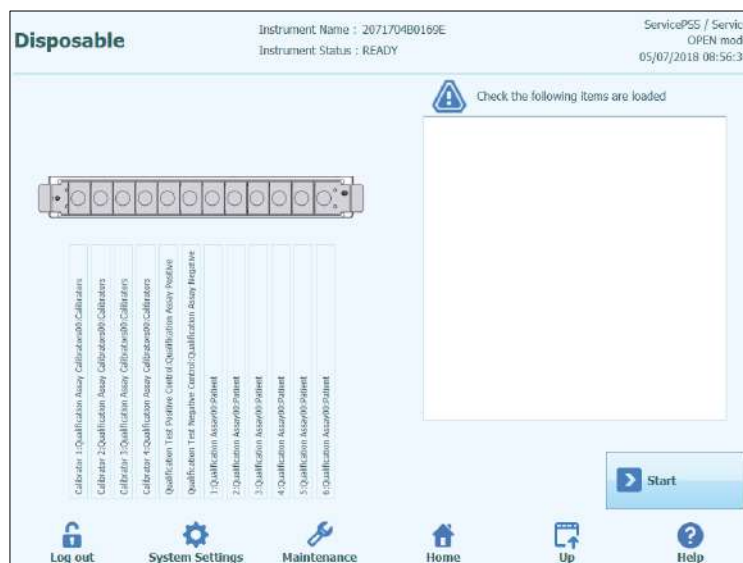 Disposable
Instrument Name : 2071704B0169E
Instrument Status : READY
ServicePSS / Servic
OPEN mod
05/07/2018 08:56:3
Check the following items are loaded
Calibrator 1:Qualification Assay Calibrators00:Calibrators
Calibrator 2:Qualification Assay Calibrators00:Calibrators
Calibrator 3:Qualification Assay Calibrators00:Calibrators
Calibrator 4:Qualification Assay Calibrators00:Calibrators
Qualification Test Positive Control:Qualification Assay Positive
Qualification Test Negative Control:Qualification Assay Negative
1:Qualification Assay00:Patient
2:Qualification Assay00:Patient
3:Qualification Assay00:Patient
4:Qualification Assay00:Patient
5:Qualification Assay00:Patient
6:Qualification Assay00:Patient
Start
Log out
System Settings
Maintenance
Home
Up
Help